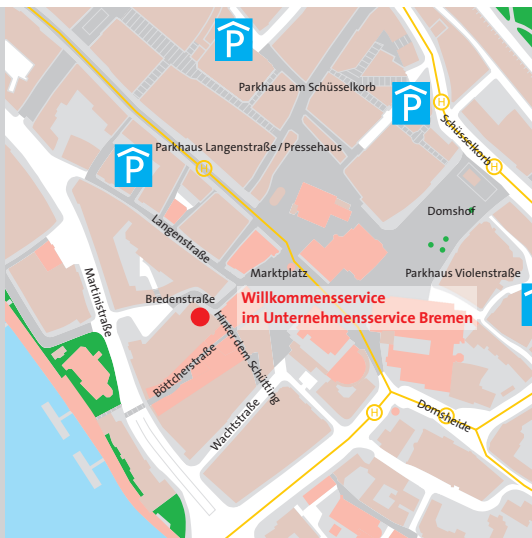 P
Parkhaus am Schüsselkorb
P
H
Schüsselkorb
P
Parkhaus Langenstraße / Pressehaus
H
H
Domshof
Langenstraße
Marktplatz
Parkhaus Violenstraße
Martinistraße
Bredenstraße
Willkommensservice
im Unternehmensservice Bremen
Hinter dem Schütting
Böttcherstraße
Wachtstraße
H
H
Domsheide